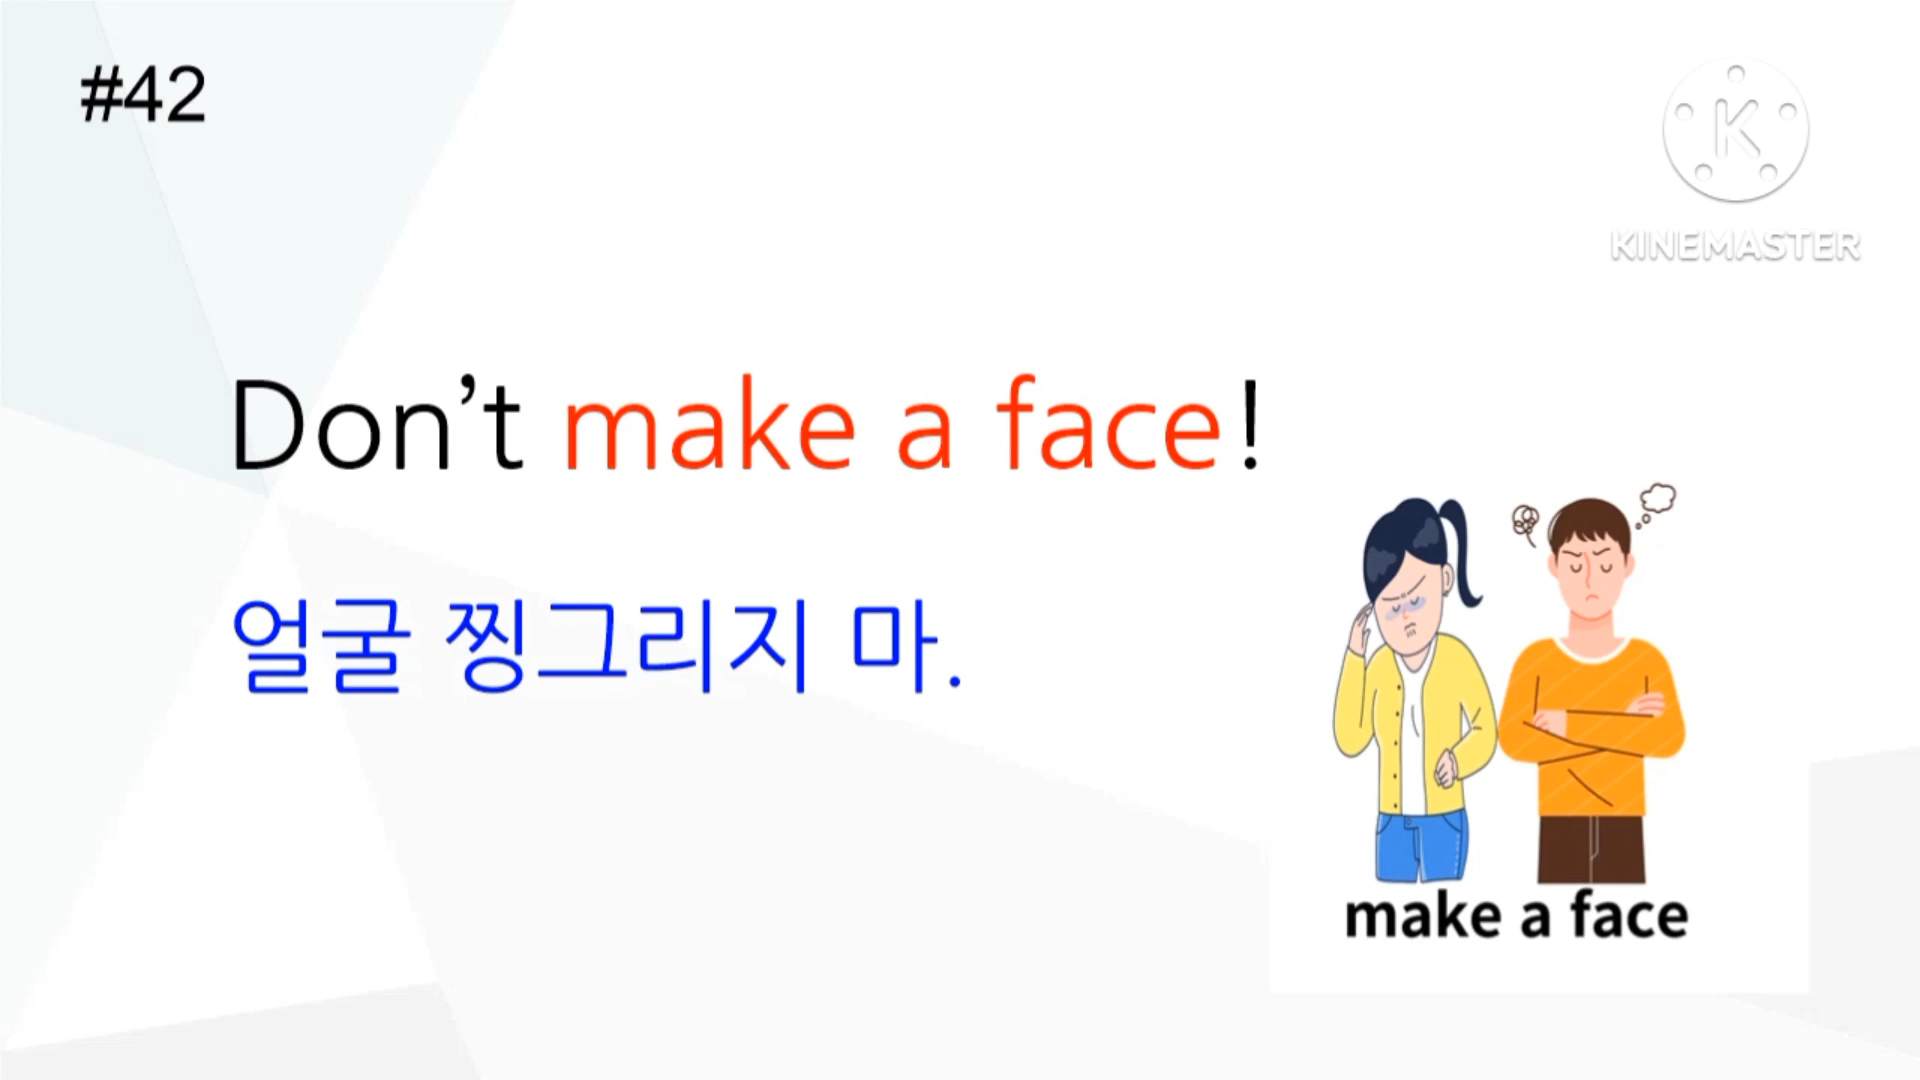 #42
K
KINEMASTER
Don't make a face!
얼굴 찡그리지 마.
make a face